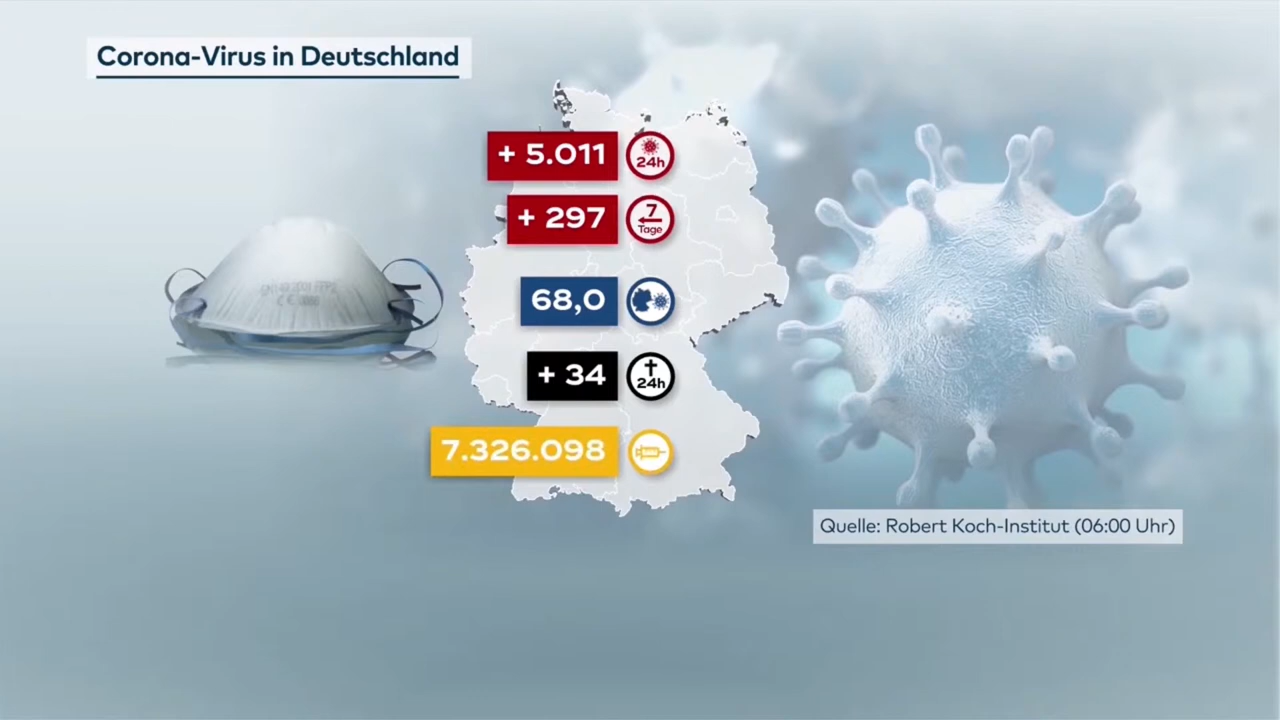 Corona-Virus in Deutschland
+ 5.011
24h
+ 297
7
Tage
68,0
+ 34
24h
7.326.098
Quelle: Robert Koch-Institut (06:00 Uhr)